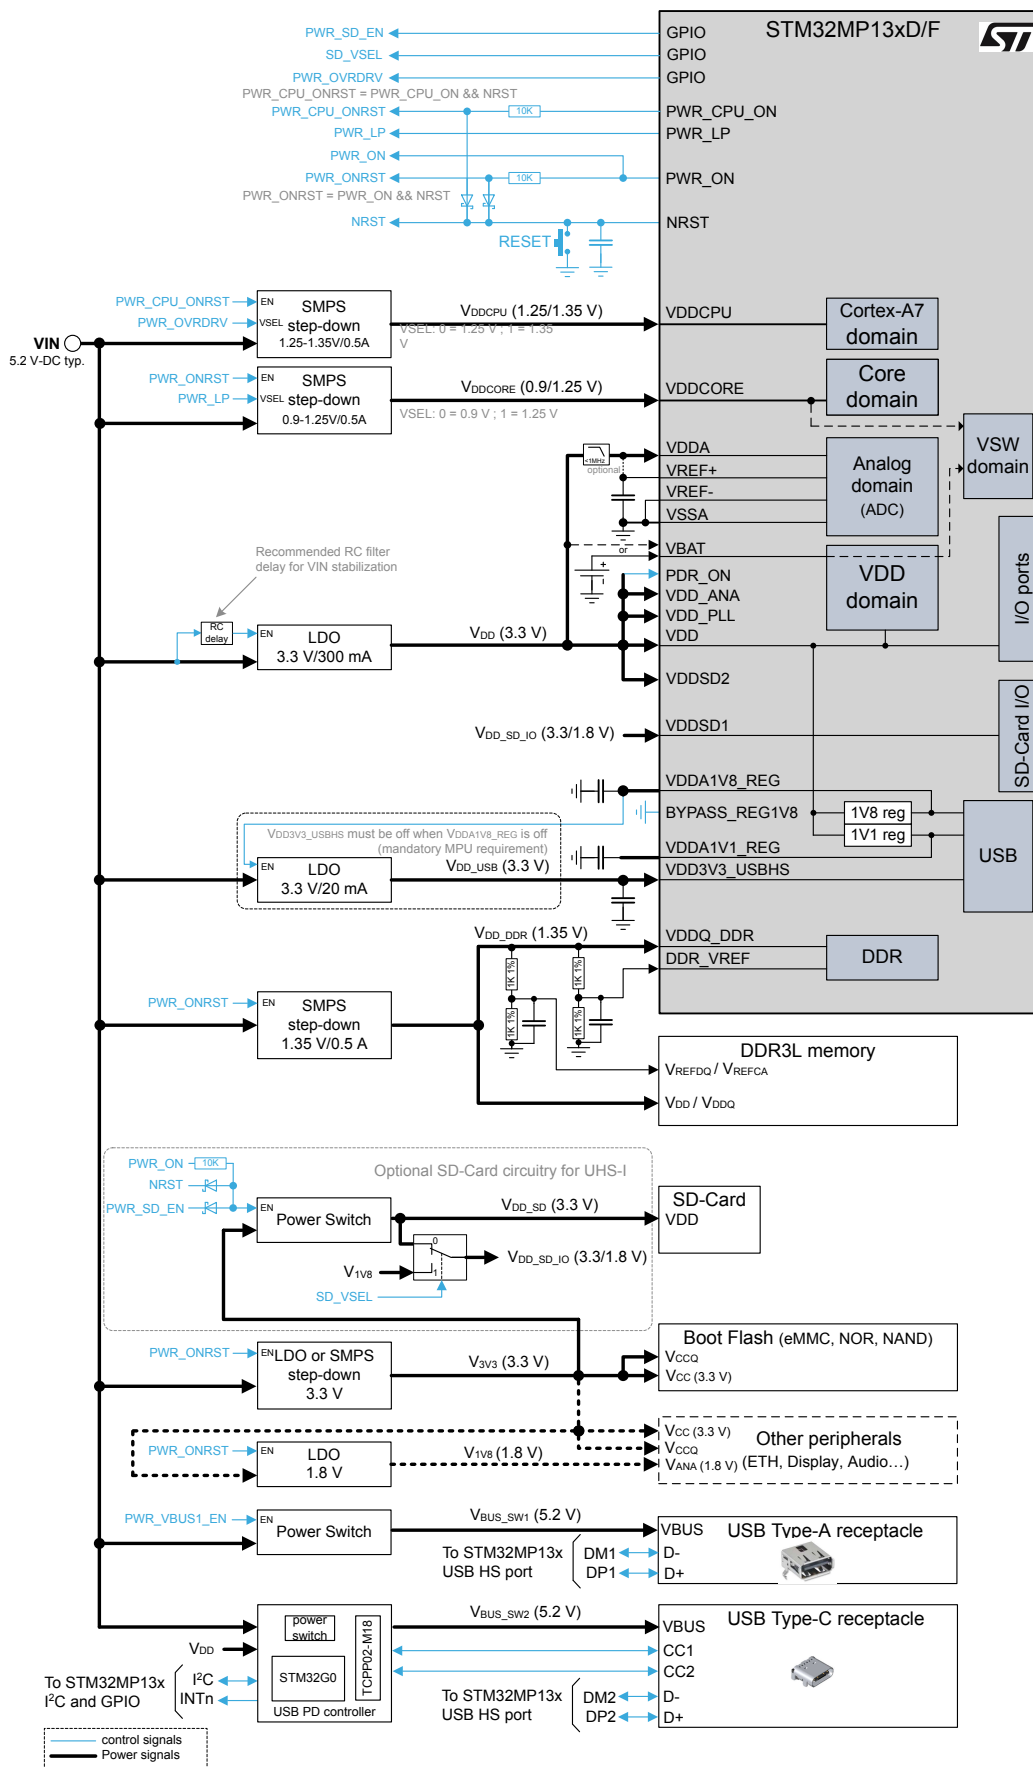 STM32MP13xD/F
ST
PWR_SD_EN
GPIO
SD_VSEL
GPIO
PWR_OVRDRV
GPIO
PWR_CPU_ONRST = PWR_CPU_ON && NRST
PWR_CPU_ONRST
10K
PWR_CPU_ON
PWR_LP
PWR_LP
PWR_ON
PWR_ONRST
10K
PWR_ON
PWR_ONRST = PWR_ON && NRST
NRST
NRST
RESET
PWR_CPU_ONRST
EN
SMPS
step-down
1.25-1.35V/0.5A
PWR_OVRDRV
VSEL
VDDCPU (1.25/1.35 V)
VSEL: 0 = 1.25 V ; 1 = 1.35
V
VDDCPU
Cortex-A7
domain
VIN
5.2 V-DC typ.
PWR_ONRST
EN
SMPS
step-down
0.9-1.25V/0.5A
PWR_LP
VSEL
VDDCORE (0.9/1.25 V)
VSEL: 0 = 0.9 V ; 1 = 1.25 V
VDDCORE
Core
domain
VSW
domain
<1MHz
optional
VDDA
VREF+
VREF-
VSSA
Analog
domain
(ADC)
or
VBAT
+
PDR_ON
VDD_ANA
VDD_PLL
VDD
VDDSD2
VDD
domain
I/O ports
Recommended RC filter
delay for VIN stabilization
RC
delay
EN
LDO
3.3 V/300 mA
VDD (3.3 V)
VDD_SD_IO (3.3/1.8 V)
VDDSD1
SD-Card I/O
VDDA1V8_REG
BYPASS_REG1V8
1V8 reg
1V1 reg
VDDA1V1_REG
VDD3V3_USBHS
USB
VDD3V3_USBHS must be off when VDDA1V8_REG is off
(mandatory MPU requirement)
EN
LDO
3.3 V/20 mA
VDD_USB (3.3 V)
VDD_DDR (1.35 V)
VDDQ_DDR
DDR_VREF
DDR
1K 1%
1K 1%
1K 1%
1K 1%
PWR_ONRST
EN
SMPS
step-down
1.35 V/0.5 A
DDR3L memory
VREFDQ / VREFCA
VDD / VDDQ
Optional SD-Card circuitry for UHS-I
PWR_ON
10K
NRST
PWR_SD_EN
EN
Power Switch
VDD_SD (3.3 V)
SD-Card
VDD
0
1
V1V8
VDD_SD_IO (3.3/1.8 V)
SD_VSEL
PWR_ONRST
EN
LDO or SMPS
step-down
3.3 V
V3V3 (3.3 V)
Boot Flash (eMMC, NOR, NAND)
VCCQ
VCC (3.3 V)
PWR_ONRST
EN
LDO
1.8 V
V1V8 (1.8 V)
VCC (3.3 V)
VCCQ
VANA (1.8 V)
Other peripherals
(ETH, Display, Audio…)
PWR_VBUS1_EN
EN
Power Switch
VBUS_SW1 (5.2 V)
VBUS
USB Type-A receptacle
To STM32MP13x
USB HS port
DM1
D-
DP1
D+
power
switch
TCPP02-M18
STM32G0
USB PD controller
VDD
To STM32MP13x
I²C and GPIO
I²C
INTn
VBUS_SW2 (5.2 V)
VBUS
USB Type-C receptacle
CC1
CC2
To STM32MP13x
USB HS port
DM2
D-
DP2
D+
control signals
Power signals